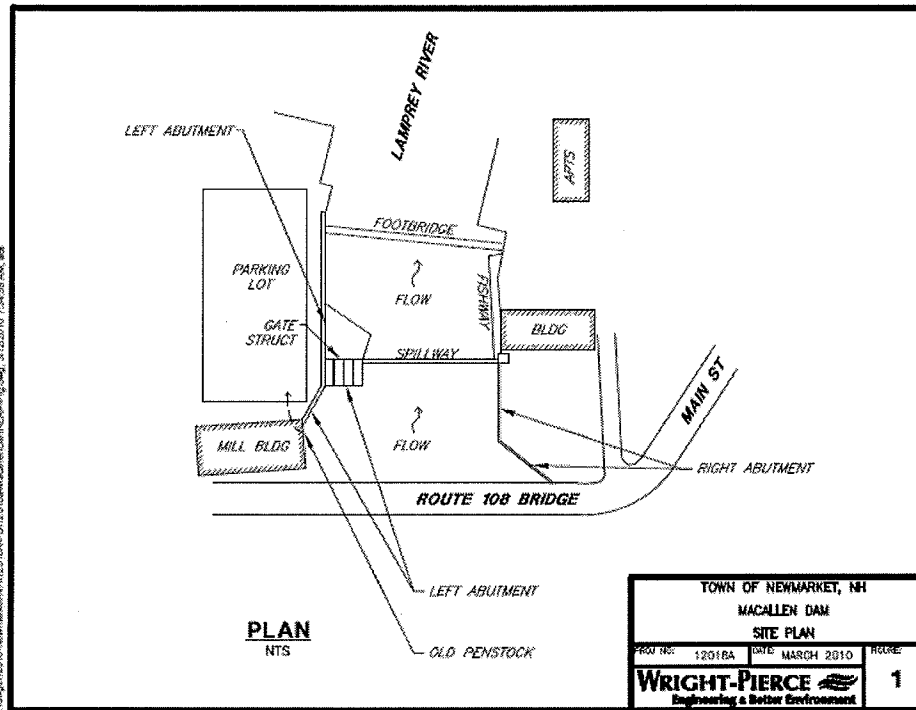 LAMPREY RIVER
LEFT ABUTMENT
APTS
FOOTBRIDGE
PARKING
LOT
FLOW
FISHWAY
GATE
STRUCT
BLDG
SPILLWAY
MAIN ST
MILL BLDG
FLOW
RIGHT ABUTMENT
ROUTE 108 BRIDGE
LEFT ABUTMENT
PLAN
NTS
OLD PENSTOCK
TOWN OF NEWMARKET, NH
MACALLEN DAM
SITE PLAN
PROJ NO: 12018A DATE: MARCH 2010 FIGURE:
1
WRIGHT-PIERCE
Engineering a Better Environment